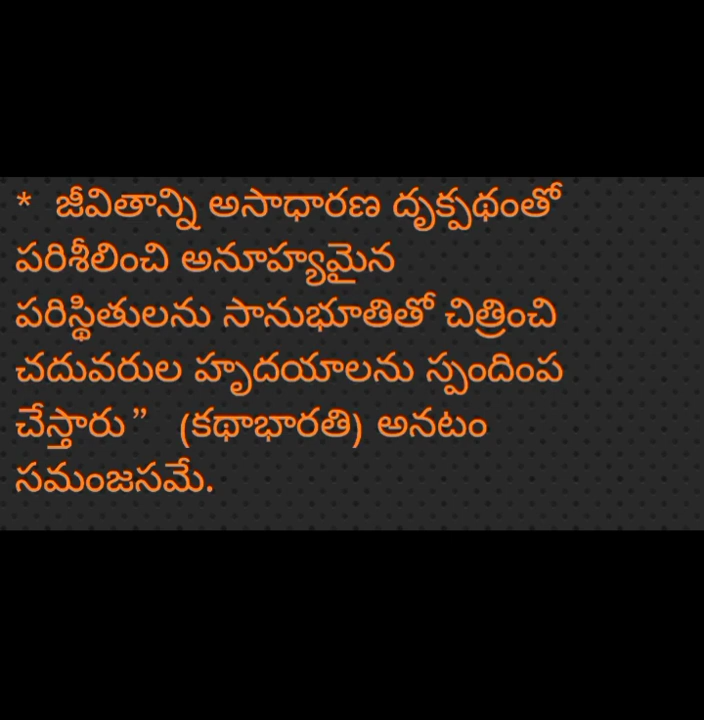 * జీవితాన్ని అసాధారణ దృక్పథంతో
పరిశీలించి అనూహ్యమైన
పరిస్థితులను సానుభూతితో చిత్రించి
చదువరుల హృదయాలను స్పందింప
చేస్తారు” (కథాభారతి) అనటం
సమంజసమే.